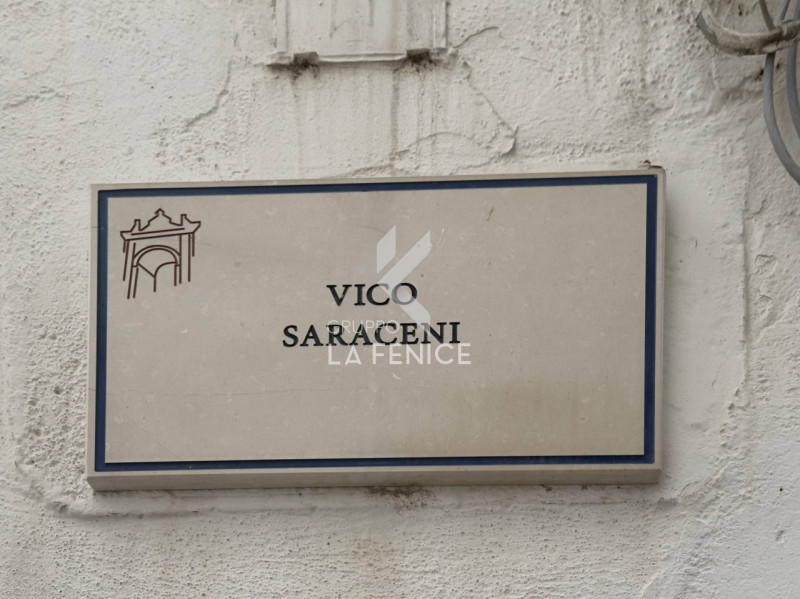 VICO
SARACENI
GRUPPO
LA FENICE